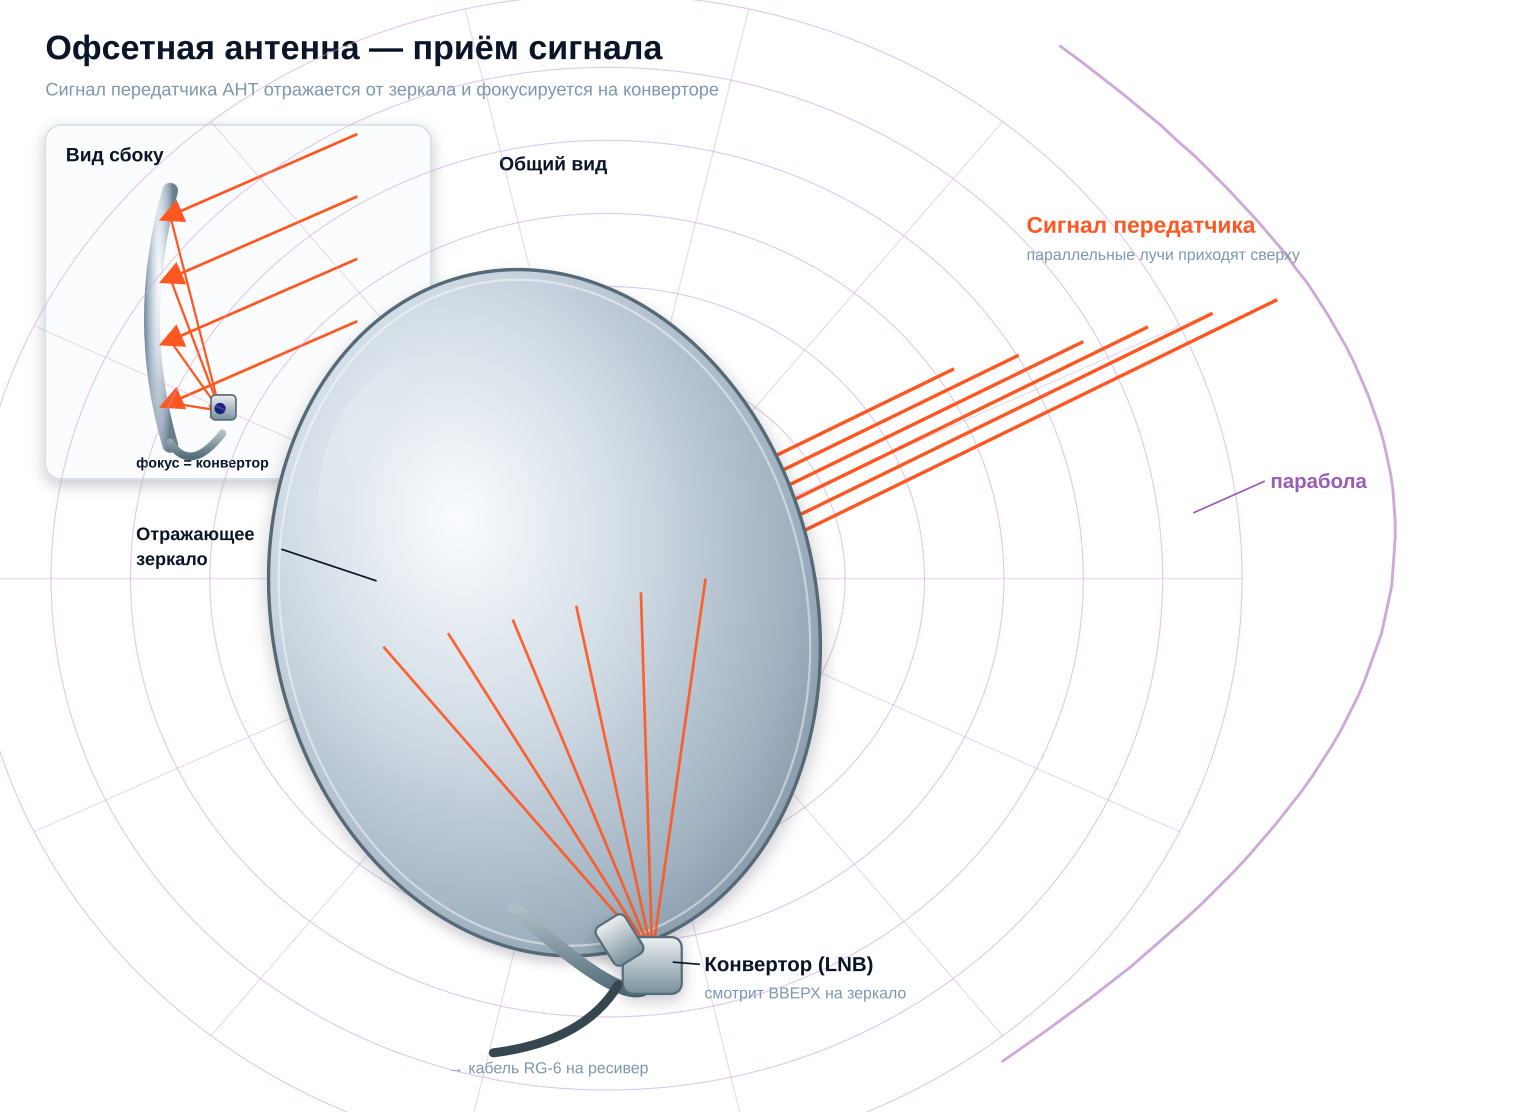 Офсетная антенна — приём сигнала
Сигнал передатчика АНТ отражается от зеркала и фокусируется на конверторе
Вид сбоку
Общий вид
Сигнал передатчика
параллельные лучи приходят сверху
фокус = конвертор
парабола
Отражающее
зеркало
Конвертор (LNB)
смотрит ВВЕРХ на зеркало
→ кабель RG-6 на ресивер